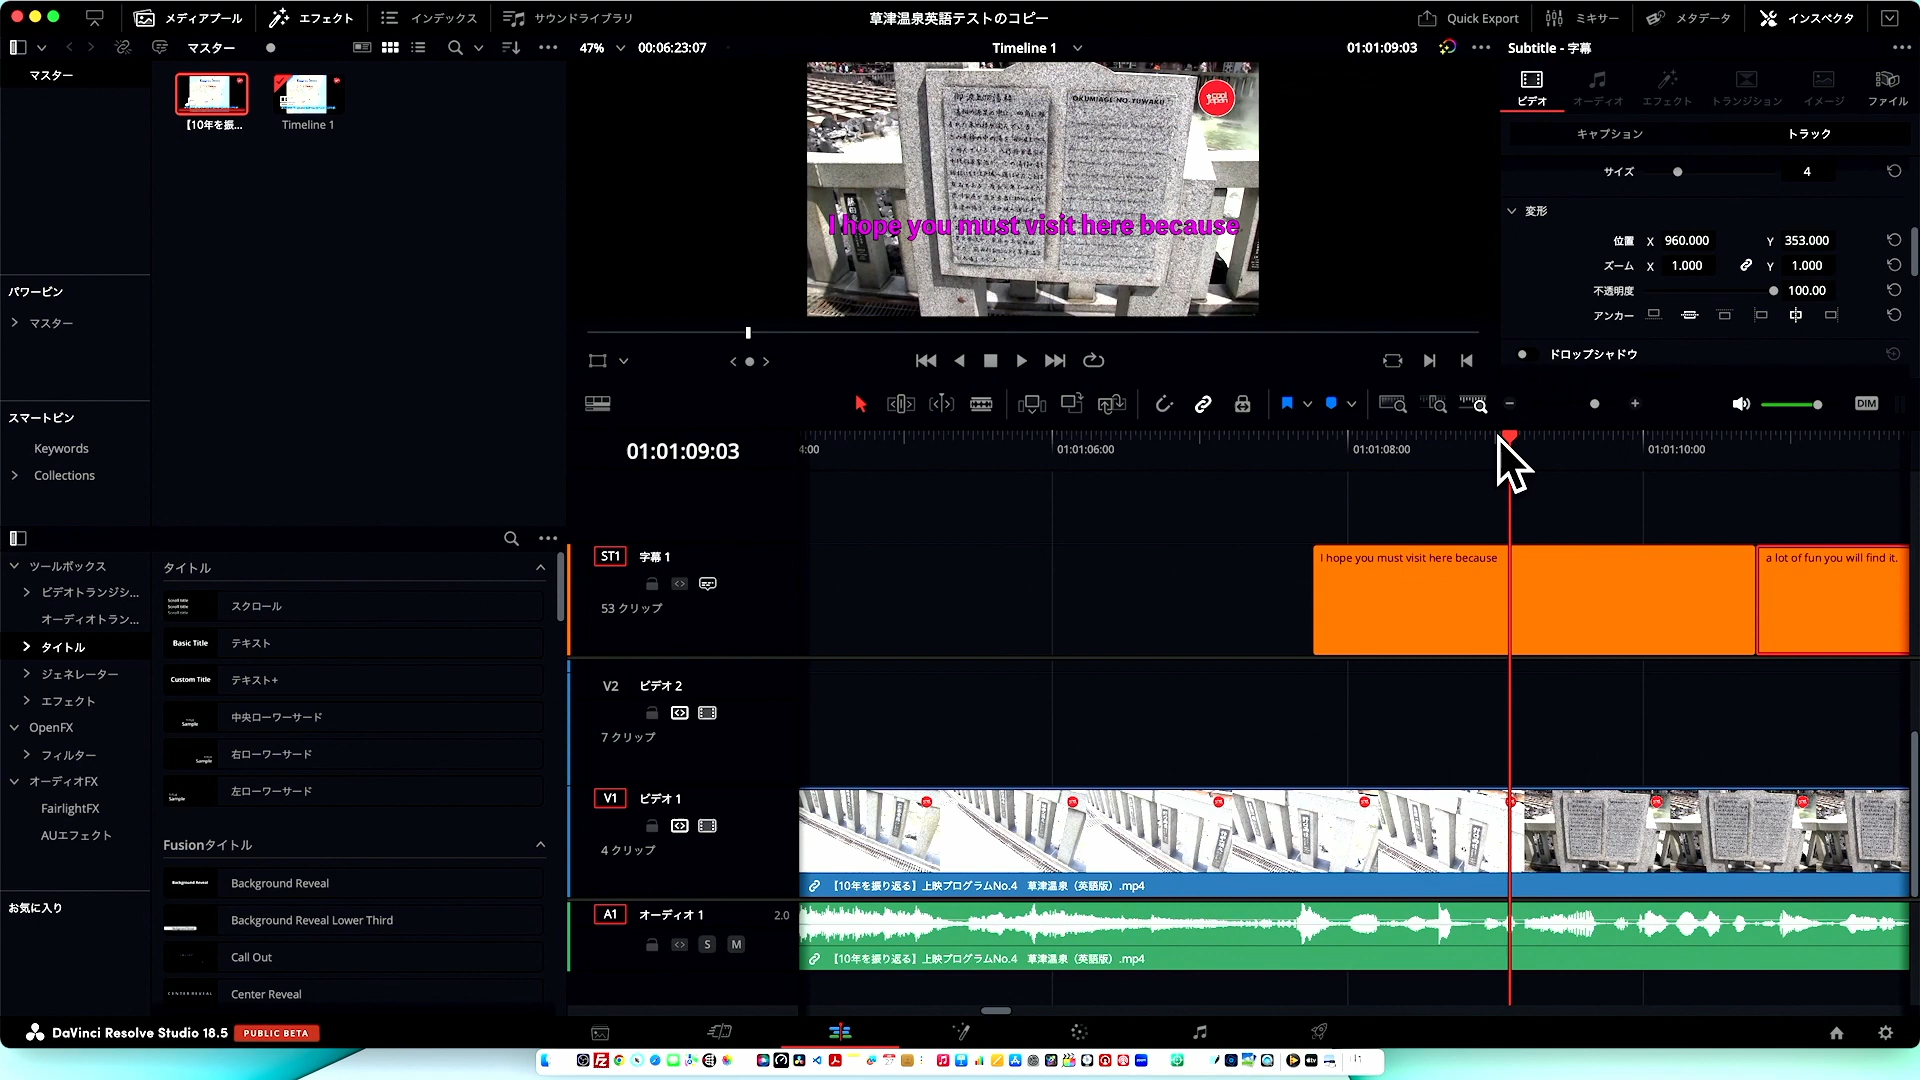 メディアプール
エフェクト
インデックス
サウンドライブラリ
草津温泉英語テストのコピー
Quick Export
ミキサー
メタデータ
インスペクタ
マスター
47%
00:06:23:07
Timeline 1
01:01:09:03
Subtitle - 字幕
マスター
【10年を振...
Timeline 1
OKUMIAGE-NO-YUWAKU
cool Japan
I hope you must visit here because
ビデオ
オーディオ
エフェクト
トランジション
イメージ
ファイル
キャプション
トラック
サイズ
4
変形
位置 X 960.000 Y 353.000
ズーム X 1.000 Y 1.000
不透明度 100.00
アンカー
ドロップシャドウ
パワービン
マスター
スマートビン
Keywords
Collections
DIM
01:01:09:03
4:00
01:01:06:00
01:01:08:00
01:01:10:00
ツールボックス
ビデオトランジシ...
オーディオトラン...
タイトル
ジェネレーター
エフェクト
OpenFX
フィルター
オーディオFX
FairlightFX
AUエフェクト
お気に入り
タイトル
スクロール
Basic Title
テキスト
Custom Title
テキスト+
中央ローワーサード
右ローワーサード
左ローワーサード
Fusionタイトル
Background Reveal
Background Reveal
Background Reveal Lower Third
Call Out
CENTER REVEAL
Center Reveal
ST1
字幕 1
53 クリップ
I hope you must visit here because
a lot of fun you will find it.
V2
ビデオ 2
7 クリップ
V1
ビデオ 1
4 クリップ
【10年を振り返る】上映プログラムNo.4 草津温泉（英語版）.mp4
A1
オーディオ 1
2.0
S
M
【10年を振り返る】上映プログラムNo.4 草津温泉（英語版）.mp4
DaVinci Resolve Studio 18.5
PUBLIC BETA